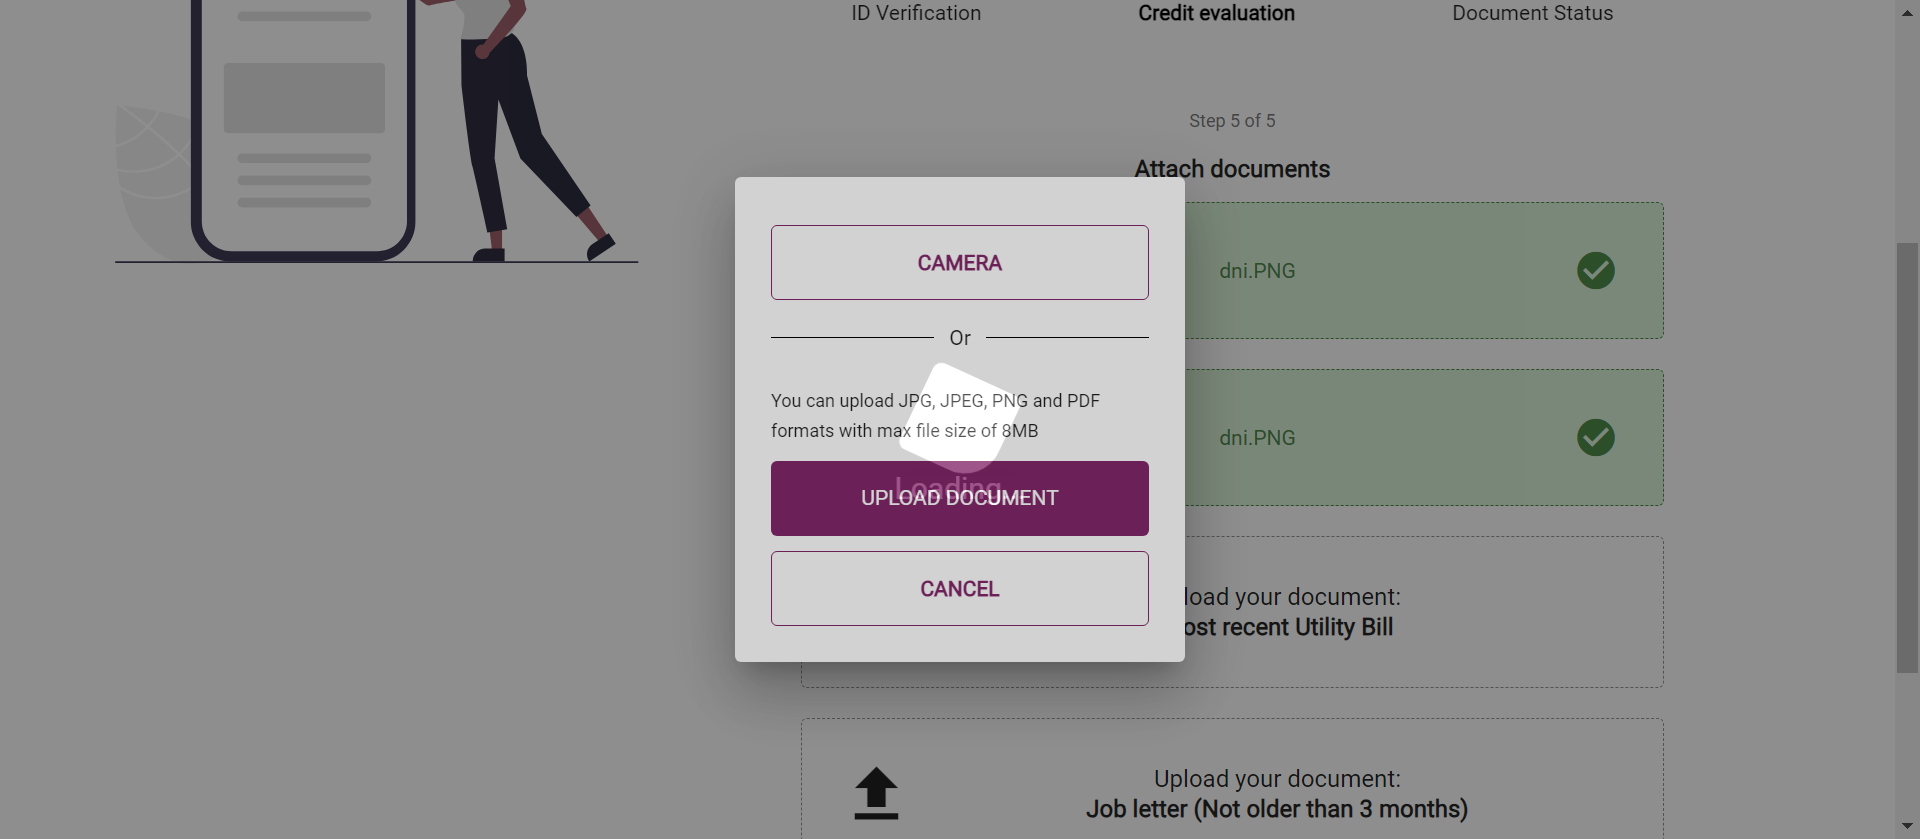 ID Verification
Credit evaluation
Document Status
Step 5 of 5
Attach documents
dni.PNG
dni.PNG
CAMERA
Or
You can upload JPG, JPEG, PNG and PDF
formats with max file size of 8MB
Loading...
UPLOAD DOCUMENT
CANCEL
load your document:
ost recent Utility Bill
Upload your document:
Job letter (Not older than 3 months)